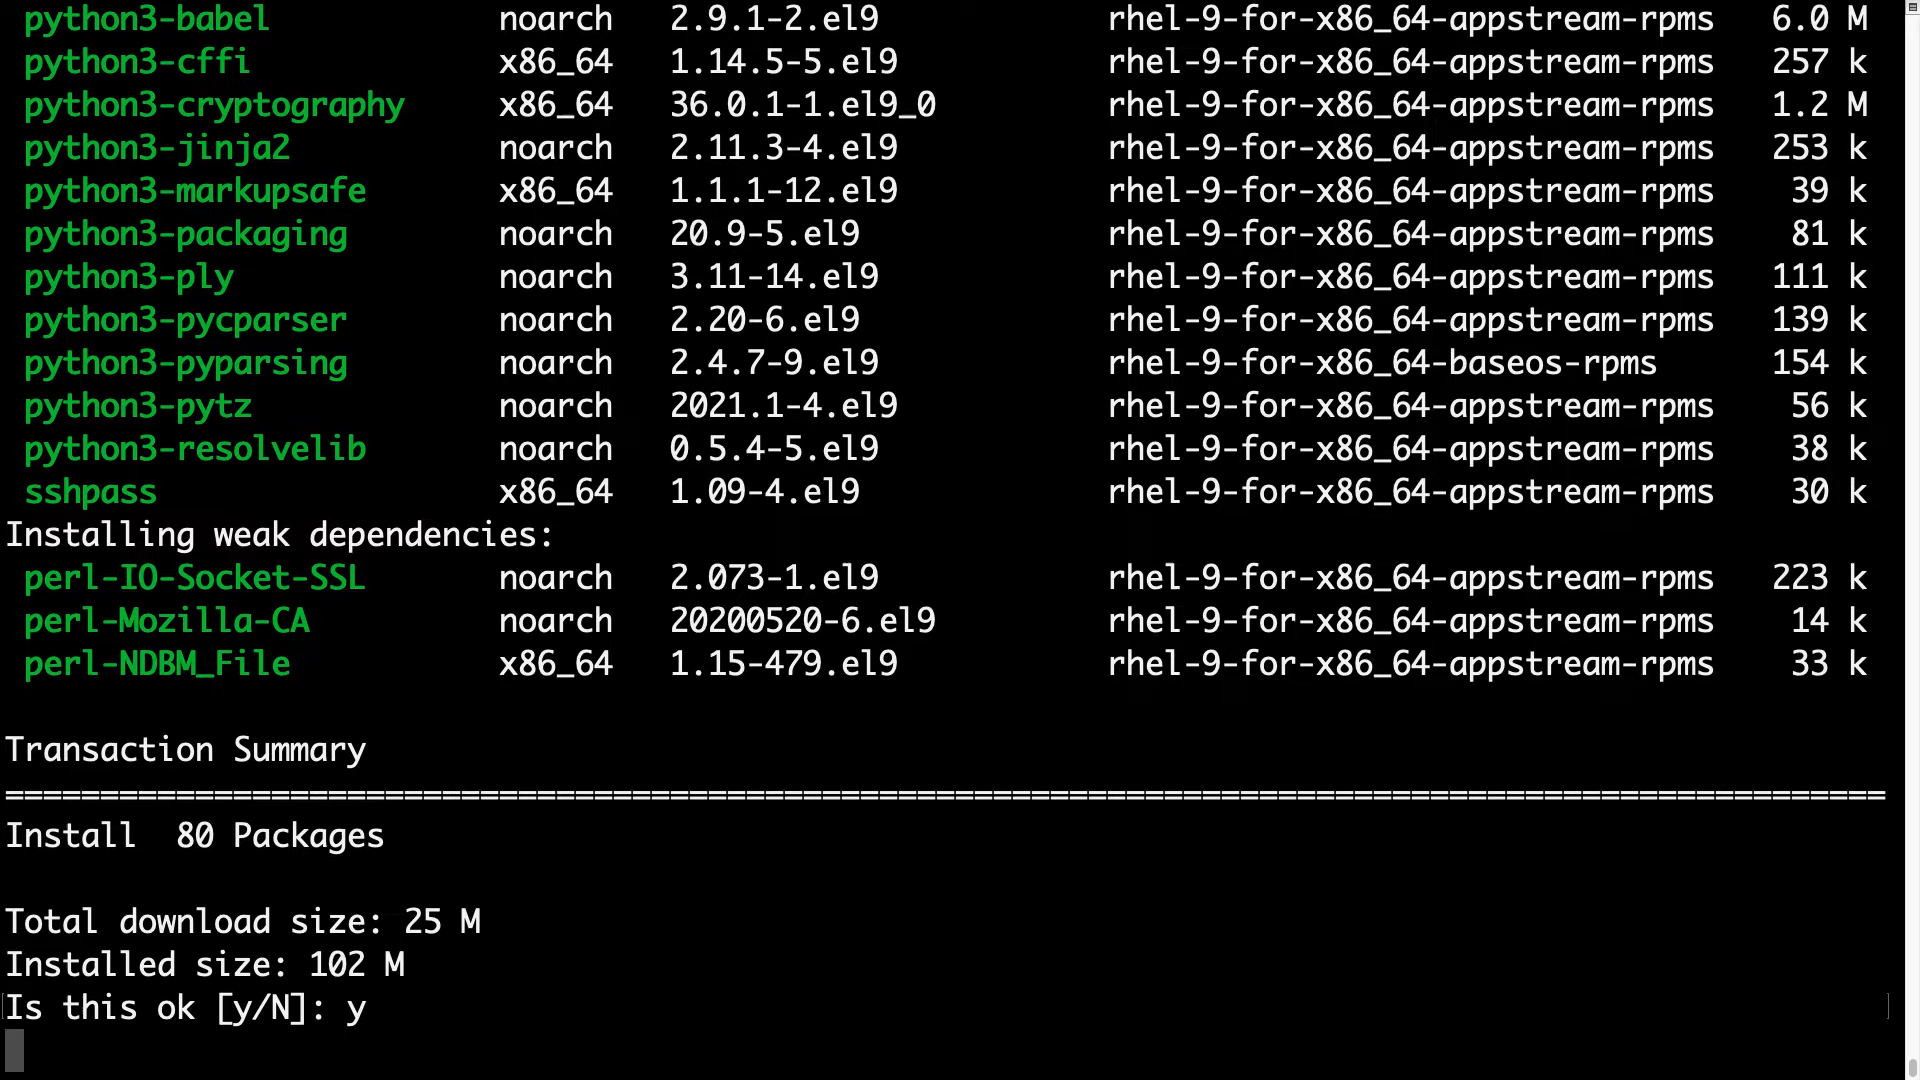 python3-babel noarch 2.9.1-2.el9 rhel-9-for-x86_64-appstream-rpms 6.0 M
python3-cffi x86_64 1.14.5-5.el9 rhel-9-for-x86_64-appstream-rpms 257 k
python3-cryptography x86_64 36.0.1-1.el9_0 rhel-9-for-x86_64-appstream-rpms 1.2 M
python3-jinja2 noarch 2.11.3-4.el9 rhel-9-for-x86_64-appstream-rpms 253 k
python3-markupsafe x86_64 1.1.1-12.el9 rhel-9-for-x86_64-appstream-rpms 39 k
python3-packaging noarch 20.9-5.el9 rhel-9-for-x86_64-appstream-rpms 81 k
python3-ply noarch 3.11-14.el9 rhel-9-for-x86_64-appstream-rpms 111 k
python3-pycparser noarch 2.20-6.el9 rhel-9-for-x86_64-appstream-rpms 139 k
python3-pyparsing noarch 2.4.7-9.el9 rhel-9-for-x86_64-baseos-rpms 154 k
python3-pytz noarch 2021.1-4.el9 rhel-9-for-x86_64-appstream-rpms 56 k
python3-resolvelib noarch 0.5.4-5.el9 rhel-9-for-x86_64-appstream-rpms 38 k
sshpass x86_64 1.09-4.el9 rhel-9-for-x86_64-appstream-rpms 30 k
Installing weak dependencies:
perl-IO-Socket-SSL noarch 2.073-1.el9 rhel-9-for-x86_64-appstream-rpms 223 k
perl-Mozilla-CA noarch 20200520-6.el9 rhel-9-for-x86_64-appstream-rpms 14 k
perl-NDBM_File x86_64 1.15-479.el9 rhel-9-for-x86_64-appstream-rpms 33 k
Transaction Summary
===================================================================================================
Install 80 Packages
Total download size: 25 M
Installed size: 102 M
Is this ok [y/N]: y